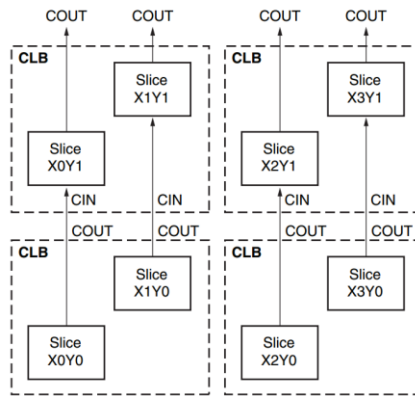 COUT COUT COUT COUT
CLB CLB
Slice
X1Y1
Slice
X3Y1
Slice
X0Y1
Slice
X2Y1
CIN CIN CIN CIN
COUT COUT COUT COUT
CLB CLB
Slice
X1Y0
Slice
X3Y0
Slice
X0Y0
Slice
X2Y0